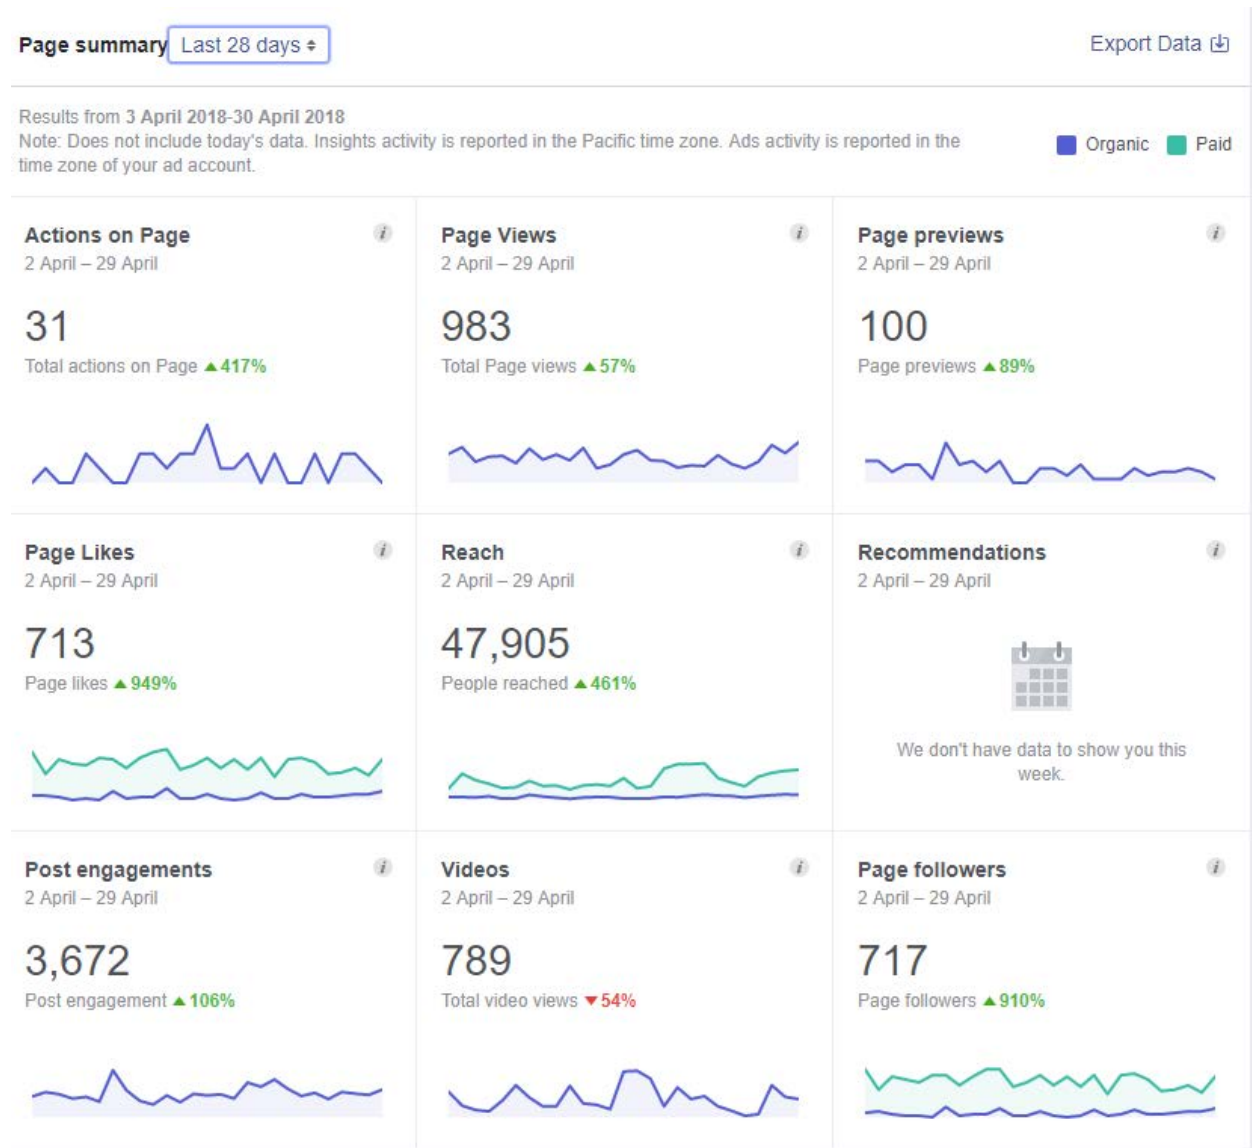 Page summary Last 28 days
Export Data
Results from 3 April 2018-30 April 2018
Note: Does not include today's data. Insights activity is reported in the Pacific time zone. Ads activity is reported in the
time zone of your ad account.
Organic Paid
Actions on Page
2 April – 29 April
31
Total actions on Page ▲417%
Page Views
2 April – 29 April
983
Total Page views ▲57%
Page previews
2 April – 29 April
100
Page previews ▲89%
Page Likes
2 April – 29 April
713
Page likes ▲949%
Reach
2 April – 29 April
47,905
People reached ▲461%
Recommendations
2 April – 29 April
We don't have data to show you this
week.
Post engagements
2 April – 29 April
3,672
Post engagement ▲106%
Videos
2 April – 29 April
789
Total video views ▼54%
Page followers
2 April – 29 April
717
Page followers ▲910%